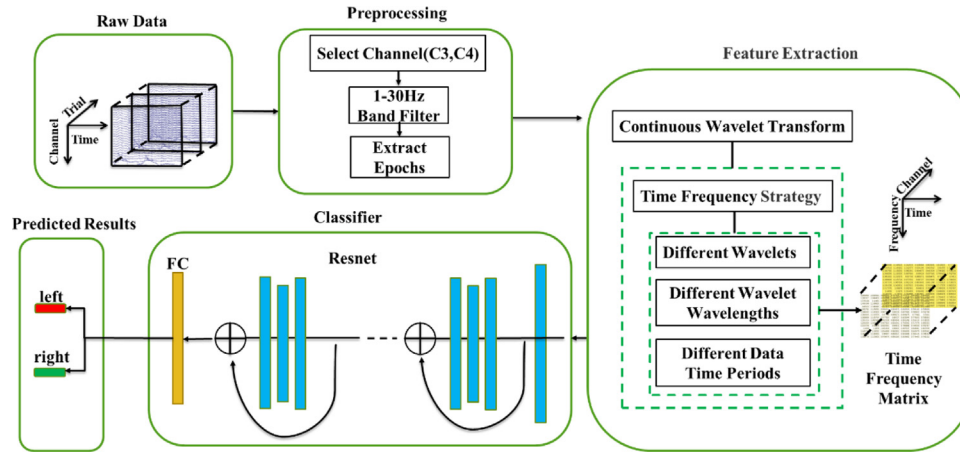 Raw Data
Trial
Time
Channel
Preprocessing
Select Channel(C3,C4)
1-30Hz
Band Filter
Extract
Epochs
Feature Extraction
Continuous Wavelet Transform
Time Frequency Strategy
Different Wavelets
Different Wavelet
Wavelengths
Different Data
Time Periods
Channel
Time
Frequency
Time
Frequency
Matrix
Classifier
Resnet
FC
Predicted Results
left
right